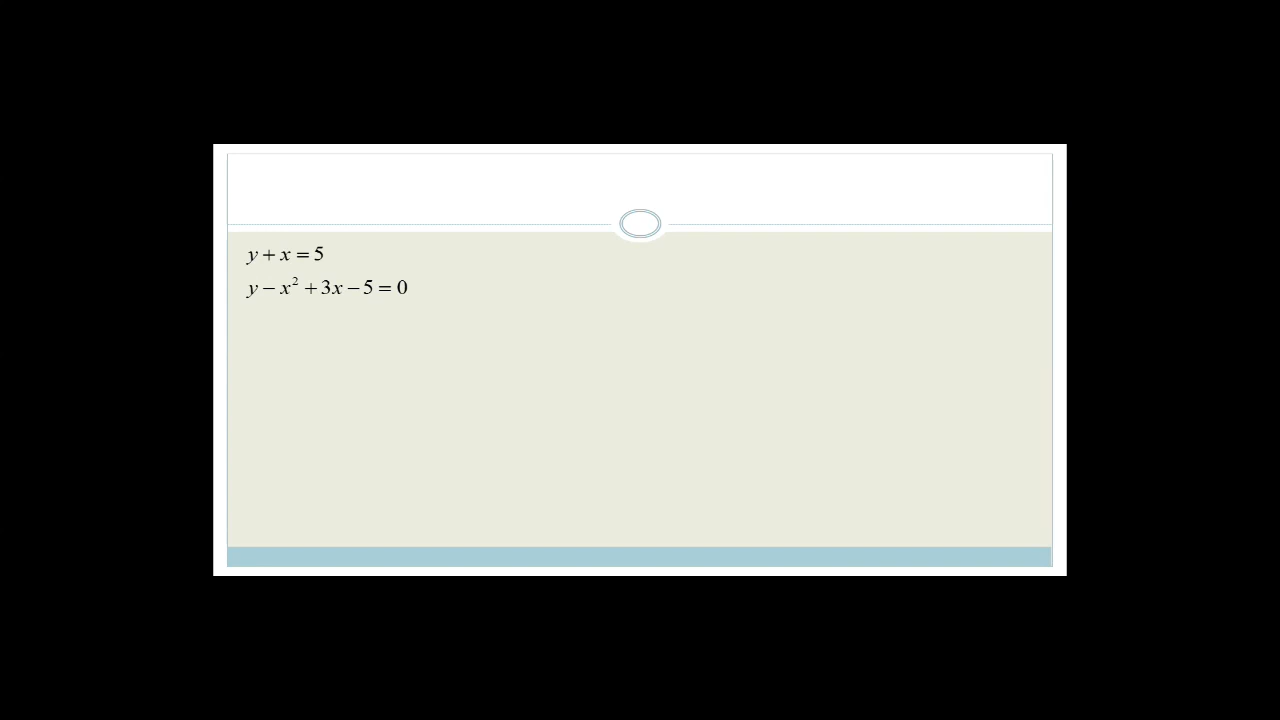 y + x = 5
y − x² + 3x − 5 = 0